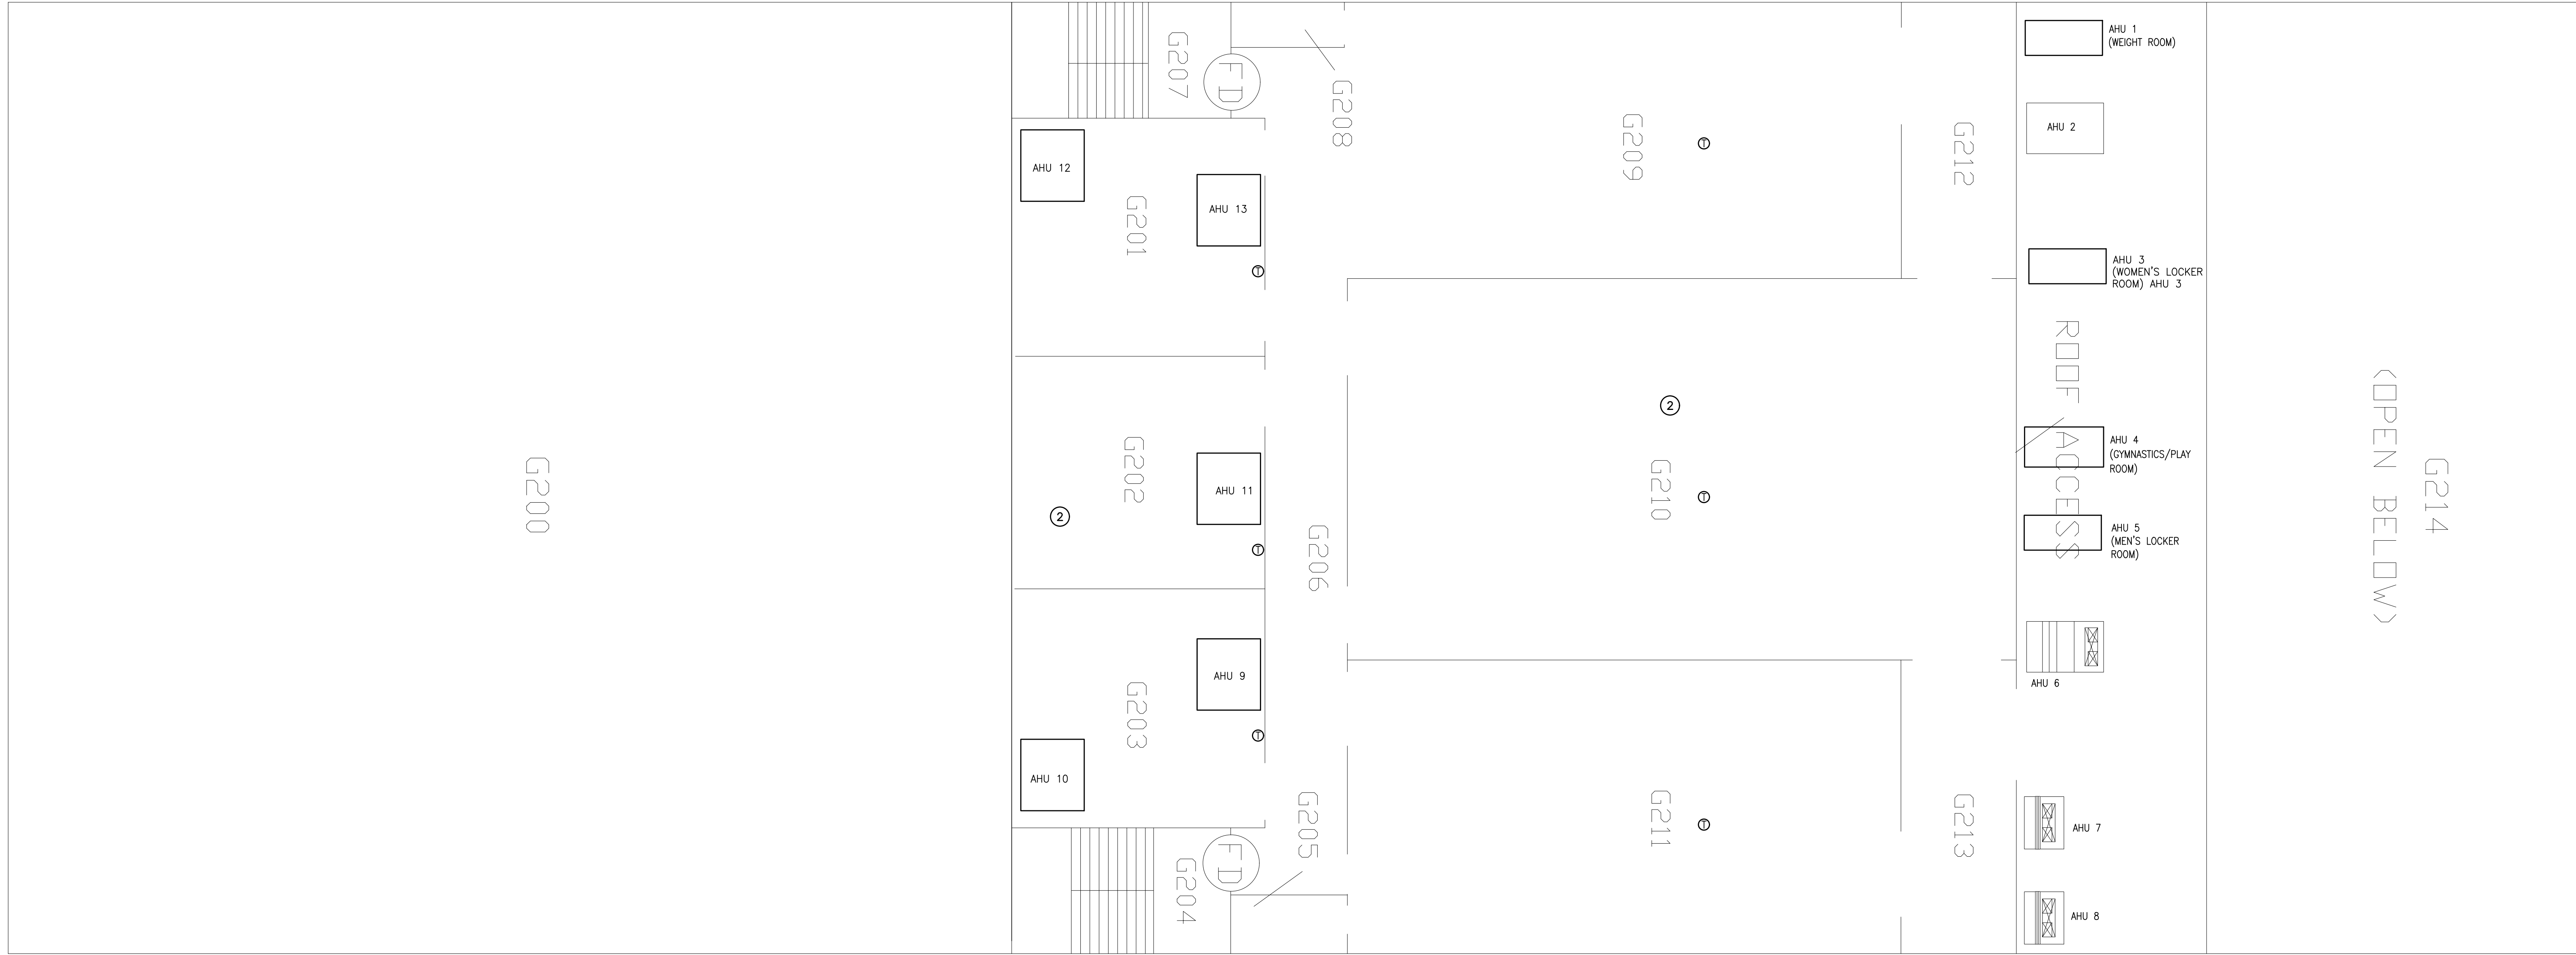 G200
G207
FD
G208
AHU 12
G201
AHU 13
T
G202
2
AHU 11
T
G206
G203
AHU 9
T
AHU 10
G204
FD
G205
G209
T
2
G210
T
G211
T
G212
G213
AHU 1
(WEIGHT ROOM)
AHU 2
AHU 3
(WOMEN'S LOCKER
ROOM) AHU 3
ROOF ACCESS
AHU 4
(GYMNASTICS/PLAY
ROOM)
AHU 5
(MEN'S LOCKER
ROOM)
AHU 6
AHU 7
AHU 8
G214
<OPEN BELOW>